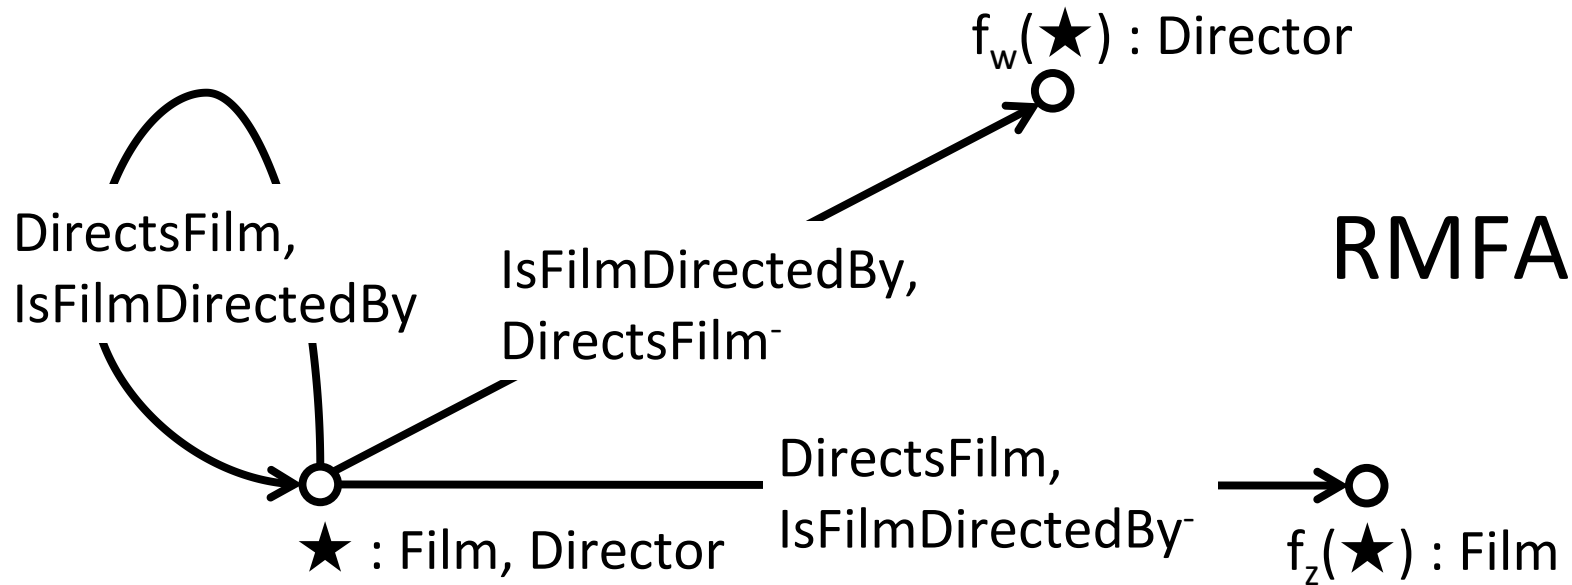 f_w(★) : Director
DirectsFilm,
IsFilmDirectedBy
IsFilmDirectedBy,
DirectsFilm⁻
RMFA
DirectsFilm,
IsFilmDirectedBy⁻
★ : Film, Director
f_z(★) : Film